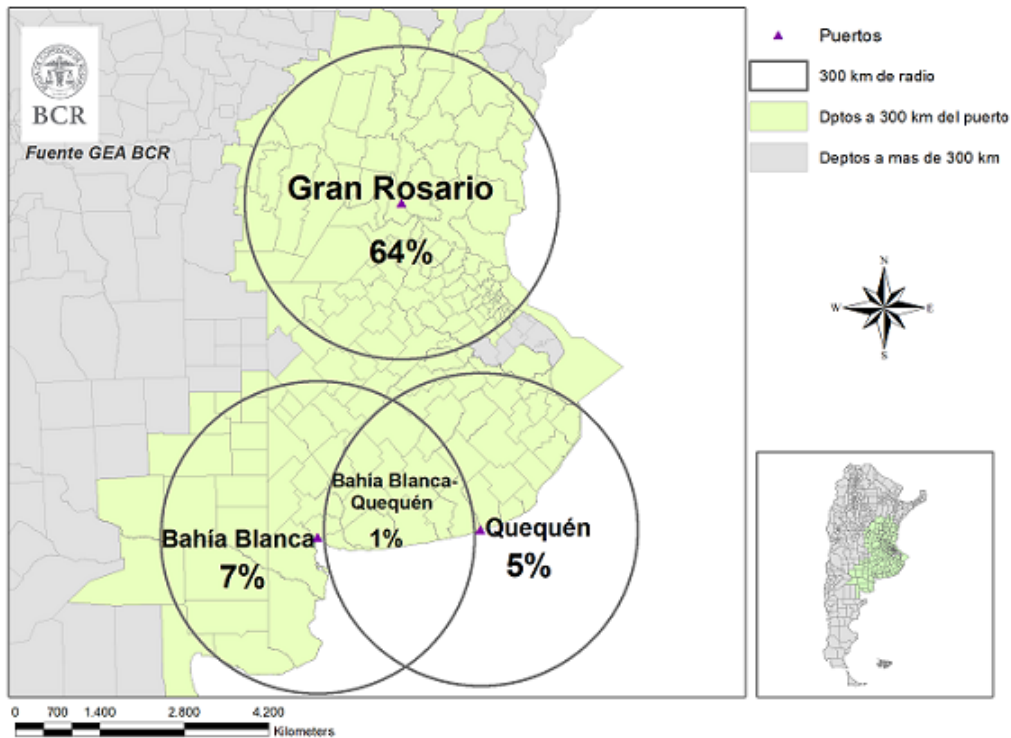 BCR
Fuente GEA BCR
Gran Rosario
64%
Bahía Blanca-
Quequén
1%
Bahía Blanca
7%
Quequén
5%
Puertos
300 km de radio
Dptos a 300 km del puerto
Deptos a mas de 300 km
N
W
E
S
0 700 1.400 2.800 4.200
Kilometers